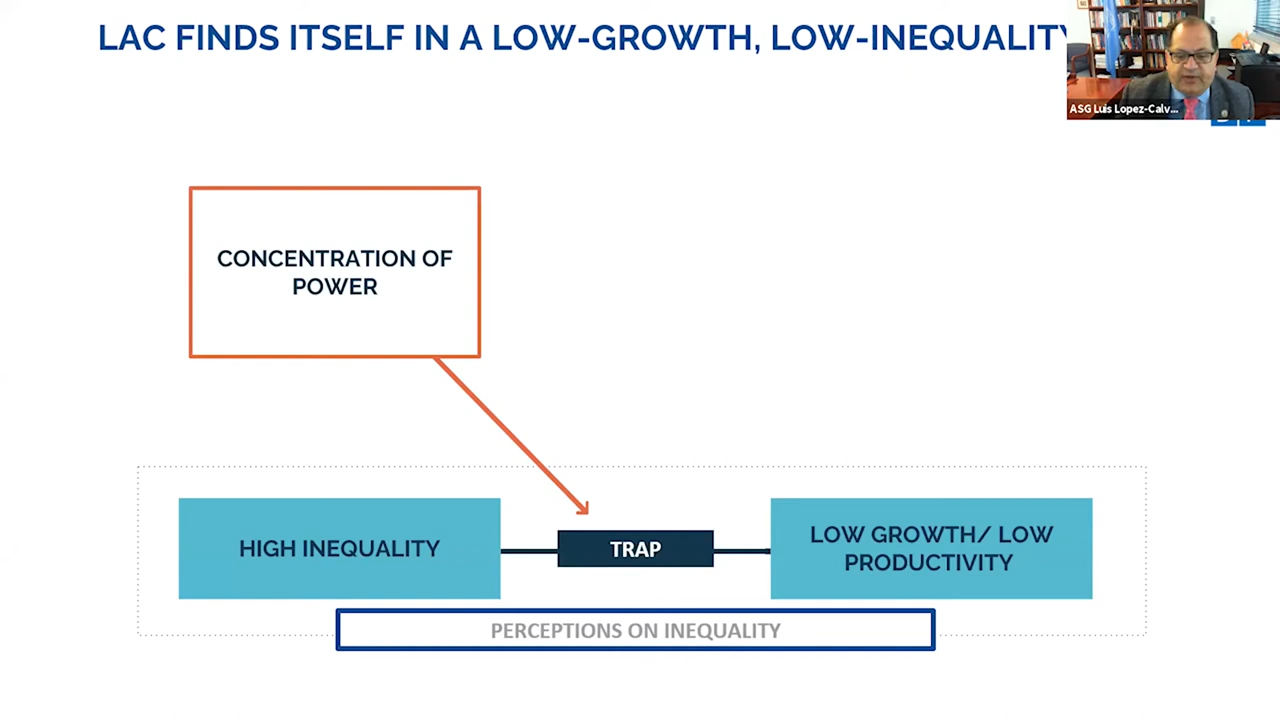 LAC FINDS ITSELF IN A LOW-GROWTH, LOW-INEQUALITY
ASG Luis Lopez-Calv...
CONCENTRATION OF
POWER
HIGH INEQUALITY
TRAP
LOW GROWTH/ LOW
PRODUCTIVITY
PERCEPTIONS ON INEQUALITY